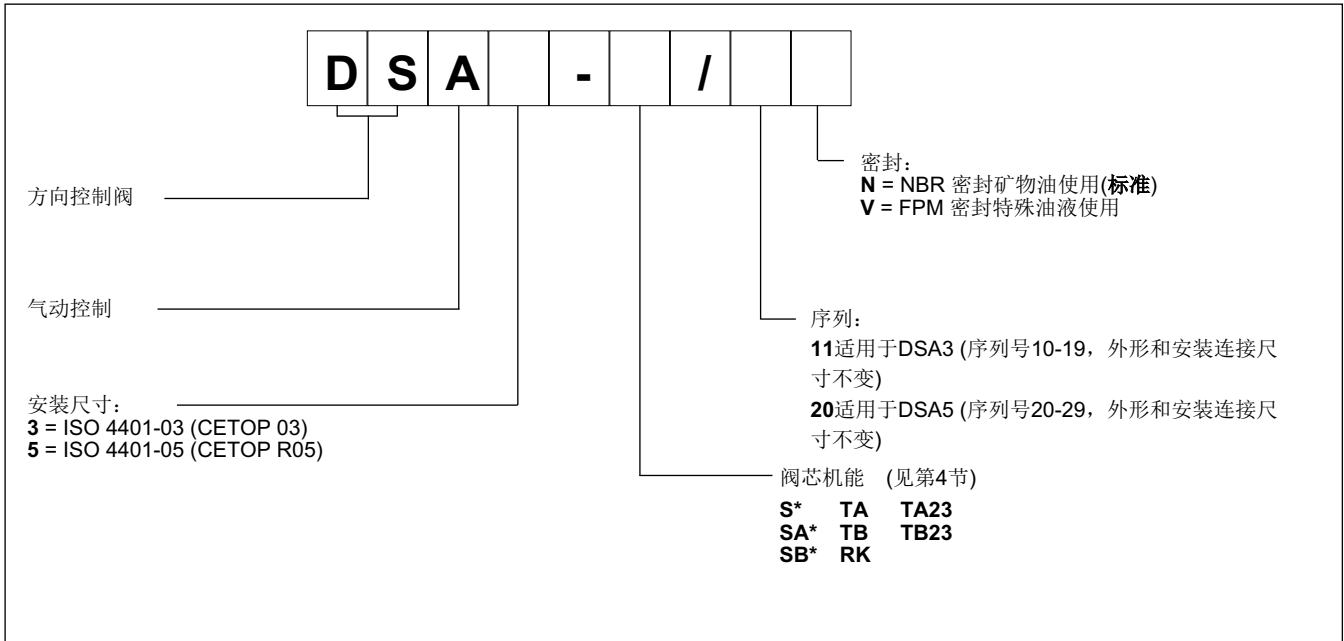 D S A - /
密封：
N = NBR 密封矿物油使用(标准)
V = FPM 密封特殊油液使用
方向控制阀
气动控制
序列：
11适用于DSA3 (序列号10-19，外形和安装连接尺
寸不变)
20适用于DSA5 (序列号20-29，外形和安装连接尺
寸不变)
安装尺寸：
3 = ISO 4401-03 (CETOP 03)
5 = ISO 4401-05 (CETOP R05)
阀芯机能 (见第4节)
S* TA TA23
SA* TB TB23
SB* RK